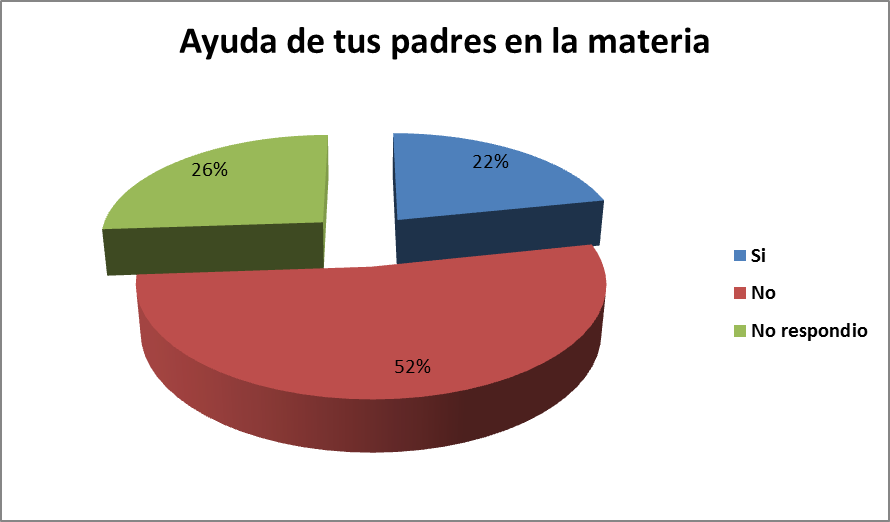 Ayuda de tus padres en la materia
26%
22%
52%
Si
No
No respondio